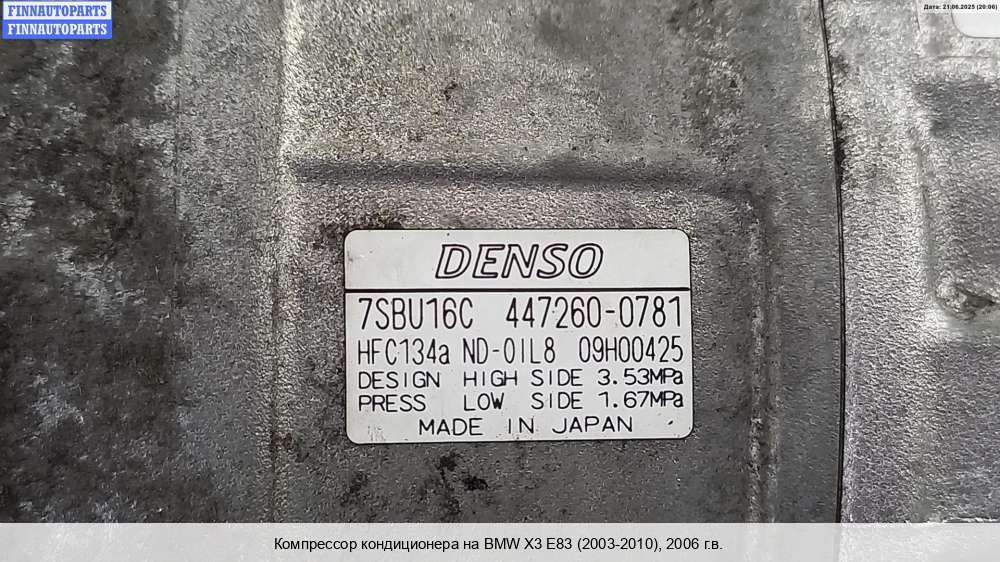 FINNAUTOPARTS
FINNAUTOPARTS
Дата: 21.06.2025 (20:06)
DENSO
7SBU16C 447260-0781
HFC134a ND-OIL8 09H00425
DESIGN HIGH SIDE 3.53MPa
PRESS LOW SIDE 1.67MPa
MADE IN JAPAN
Компрессор кондиционера на BMW X3 E83 (2003-2010), 2006 г.в.